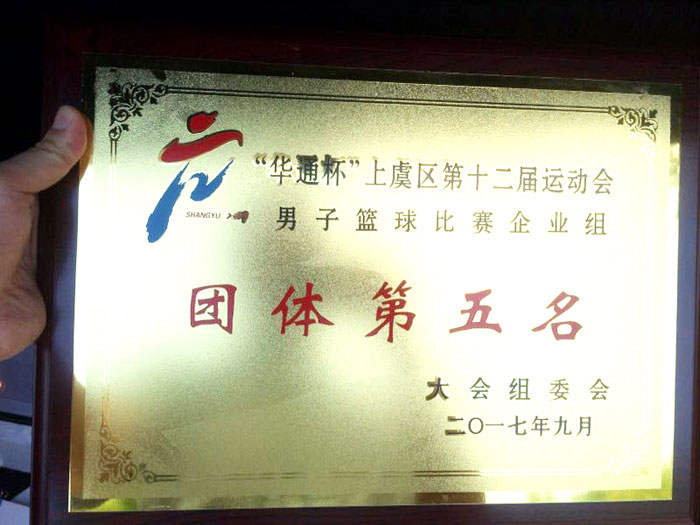 SHANGYU
“华通杯”上虞区第十二届运动会
男子篮球比赛企业组
团体第五名
大会组委会
二〇一七年九月